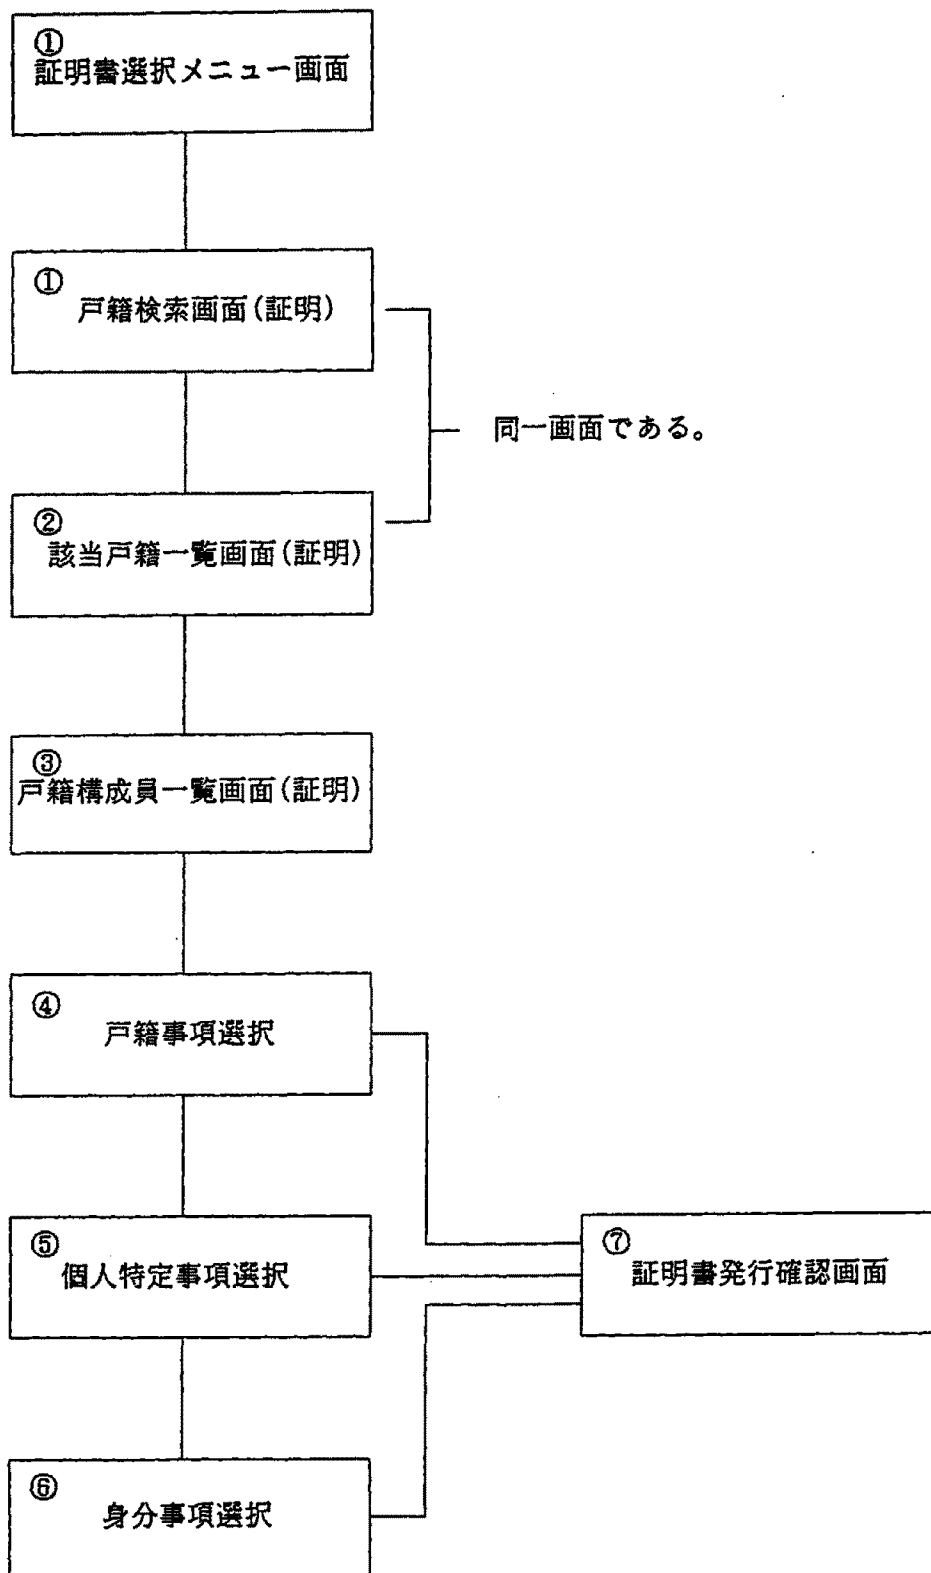 ①
証明書選択メニュー画面
①
戸籍検索画面(証明)
同一画面である。
②
該当戸籍一覧画面(証明)
③
戸籍構成員一覧画面(証明)
④
戸籍事項選択
⑤
個人特定事項選択
⑦
証明書発行確認画面
⑥
身分事項選択